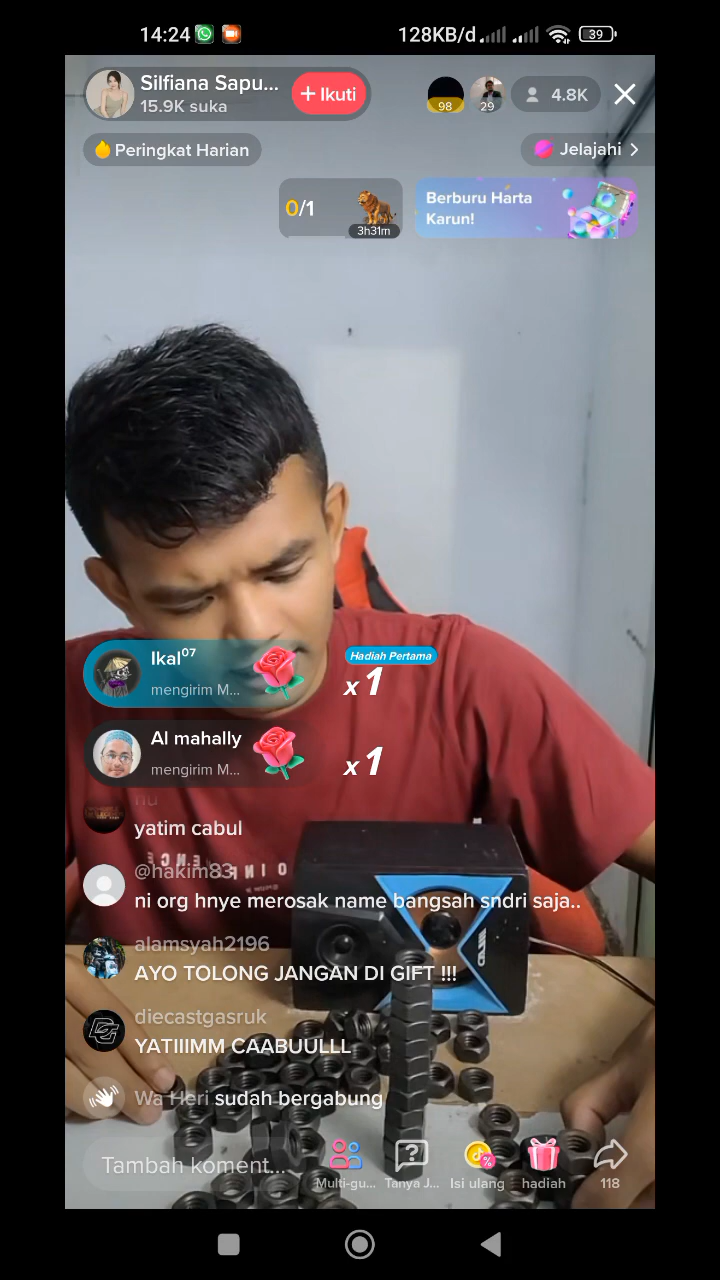 14:24
128KB/d
39
Silfiana Sapu...
15.9K suka
+ Ikuti
98
29
4.8K
Peringkat Harian
Jelajahi >
0/1
3h31m
Berburu Harta
Karun!
Ikal⁰⁷
mengirim M...
Hadiah Pertama
x 1
Al mahally
mengirim M...
x 1
yatim cabul
@hakim83
ni org hnye merosak name bangsah sndri saja..
alamsyah2196
AYO TOLONG JANGAN DI GIFT !!!
diecastgasruk
YATIIIMM CAABUULLL
Wa Heri sudah bergabung
Tambah koment...
Multi-gu...
Tanya J...
Isi ulang
hadiah
118